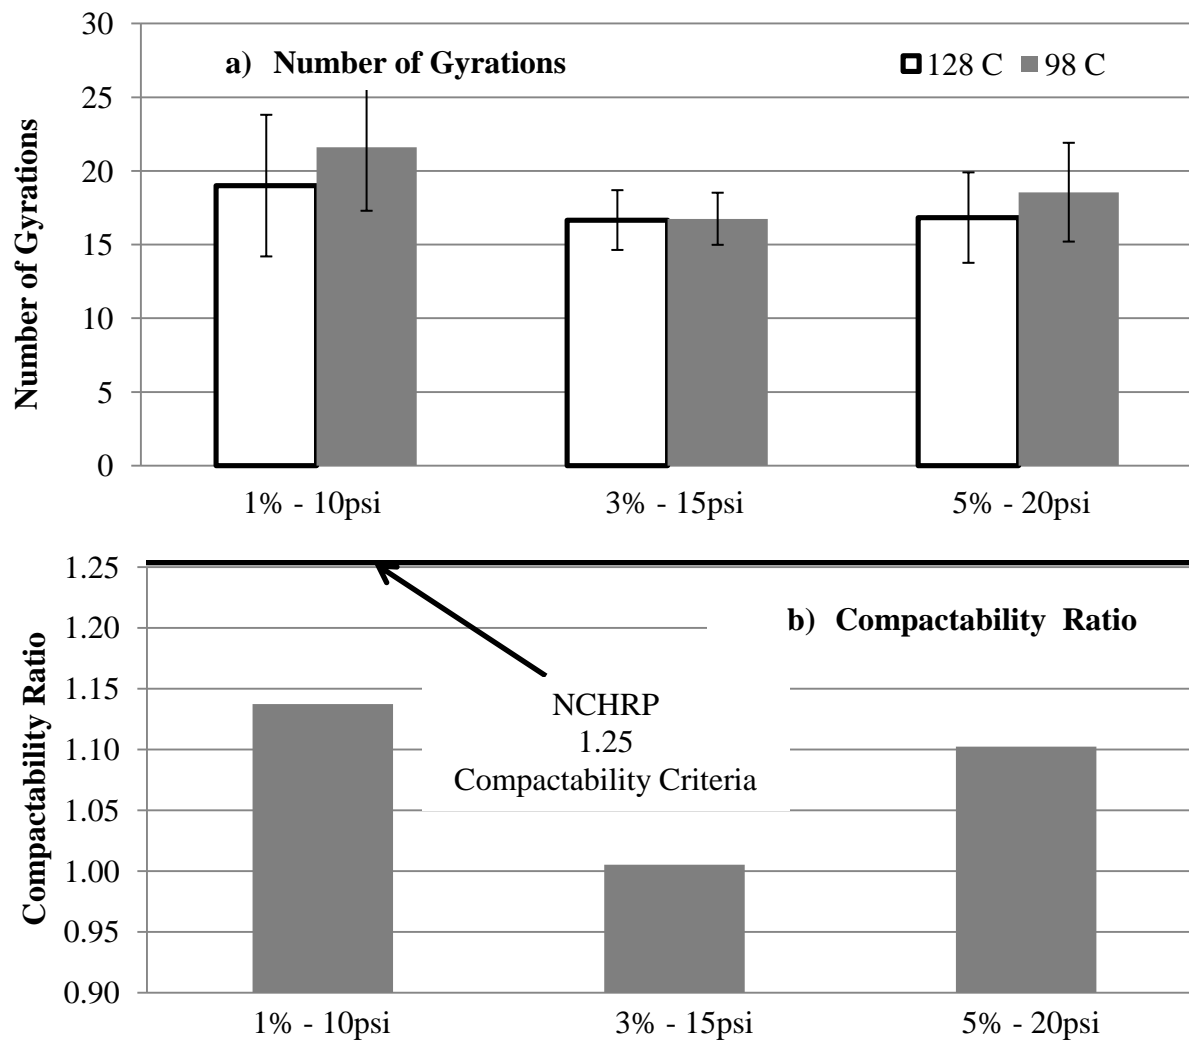 30
25
20
15
10
5
0
Number of Gyrations
a) Number of Gyrations
128 C 98 C
1% - 10psi 3% - 15psi 5% - 20psi
1.25
1.20
1.15
1.10
1.05
1.00
0.95
0.90
Compactability Ratio
b) Compactability Ratio
NCHRP
1.25
Compactability Criteria
1% - 10psi 3% - 15psi 5% - 20psi